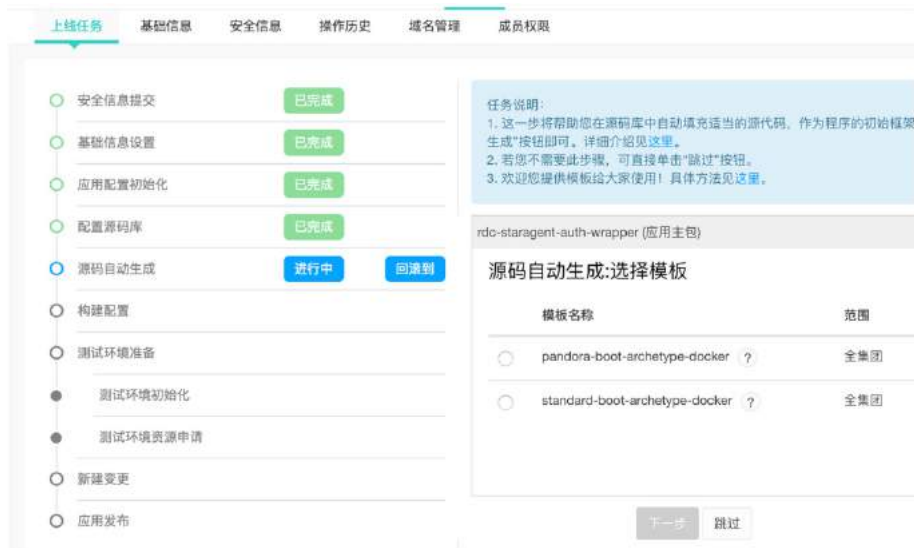 上线任务 基础信息 安全信息 操作历史 域名管理 成员权限
安全信息提交 已完成
基础信息设置 已完成
应用配置初始化 已完成
配置源码库 已完成
源码自动生成 进行中 回滚到
构建配置
测试环境准备
测试环境初始化
测试环境资源申请
新建变更
应用发布
任务说明:
1. 这一步将帮助您在源码库中自动填充适当的源代码，作为程序的初始框架
生成"按钮即可。详细介绍见这里。
2. 若您不需要此步骤，可直接单击"跳过"按钮。
3. 欢迎您提供模板给大家使用！具体方法见这里。
rdc-staragent-auth-wrapper (应用主包)
源码自动生成:选择模板
模板名称 范围
pandora-boot-archetype-docker ? 全集团
standard-boot-archetype-docker ? 全集团
下一步 跳过